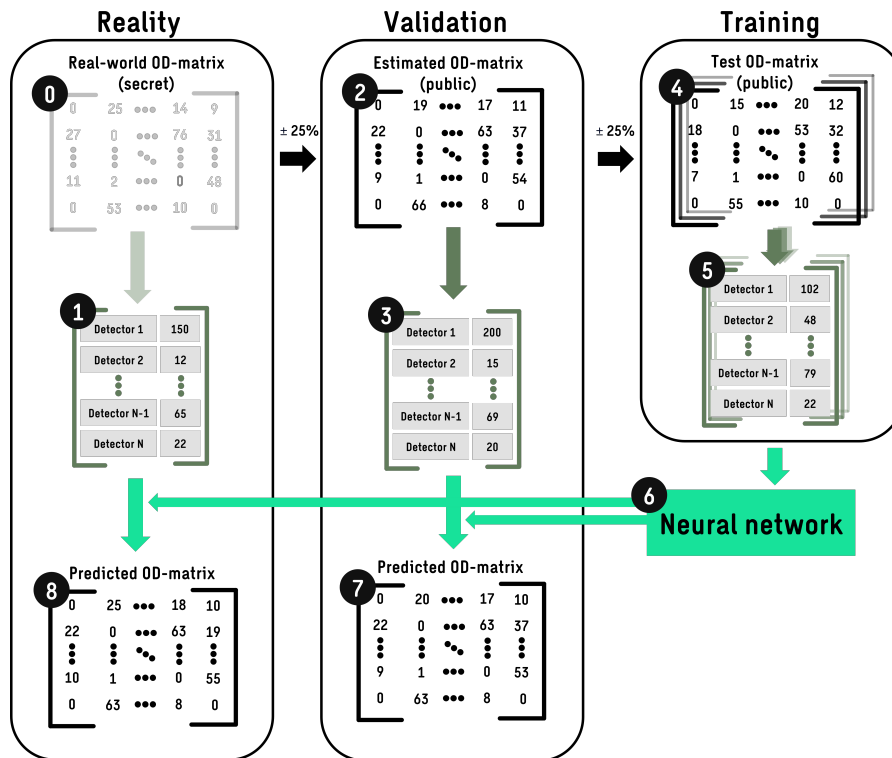 Reality
Real-world OD-matrix
(secret)
0
0 25 ••• 14 9
27 0 ••• 76 31
11 2 ••• 0 48
0 53 ••• 10 0
± 25%
1
Detector 1 150
Detector 2 12
Detector N-1 65
Detector N 22
8
Predicted OD-matrix
0 25 ••• 18 10
22 0 ••• 63 19
10 1 ••• 0 55
0 63 ••• 8 0
Validation
Estimated OD-matrix
(public)
2
0 19 ••• 17 11
22 0 ••• 63 37
9 1 ••• 0 54
0 66 ••• 8 0
± 25%
3
Detector 1 200
Detector 2 15
Detector N-1 69
Detector N 20
7
Predicted OD-matrix
0 20 ••• 17 10
22 0 ••• 63 37
9 1 ••• 0 53
0 63 ••• 8 0
Training
Test OD-matrix
(public)
4
0 15 ••• 20 12
18 0 ••• 53 32
7 1 ••• 0 60
0 55 ••• 10 0
5
Detector 1 102
Detector 2 48
Detector N-1 79
Detector N 22
6
Neural network